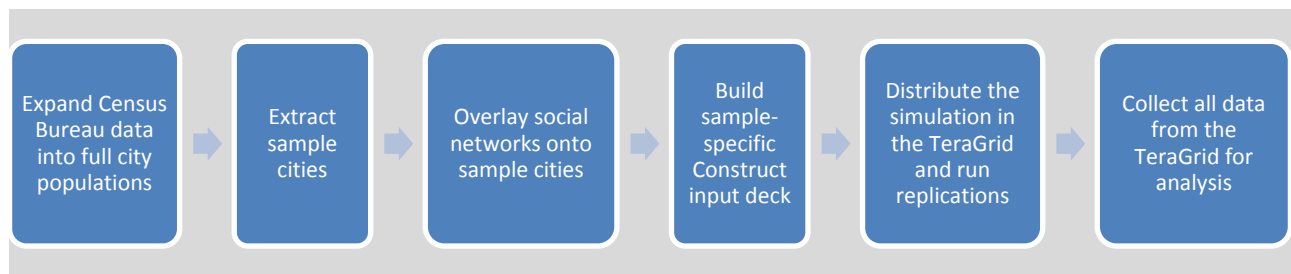 Expand Census
Bureau data
into full city
populations
Extract
sample
cities
Overlay social
networks onto
sample cities
Build
sample-
specific
Construct
input deck
Distribute the
simulation in
the TeraGrid
and run
replications
Collect all data
from the
TeraGrid for
analysis